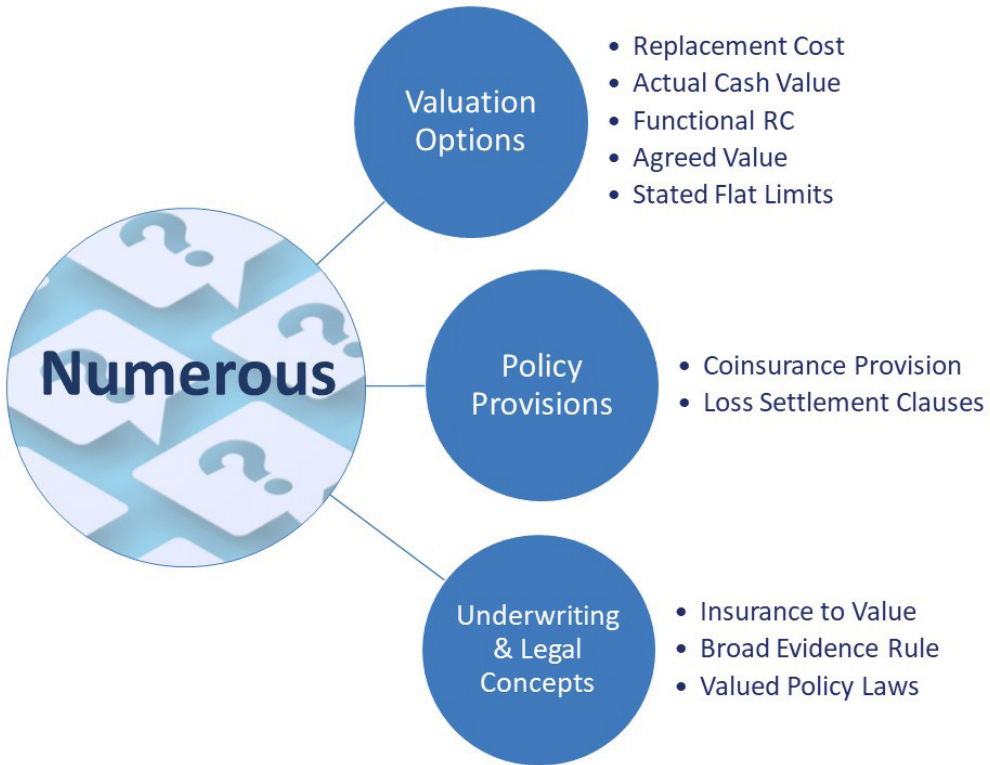 Numerous
Valuation
Options
• Replacement Cost
• Actual Cash Value
• Functional RC
• Agreed Value
• Stated Flat Limits
Policy
Provisions
• Coinsurance Provision
• Loss Settlement Clauses
Underwriting
& Legal
Concepts
• Insurance to Value
• Broad Evidence Rule
• Valued Policy Laws